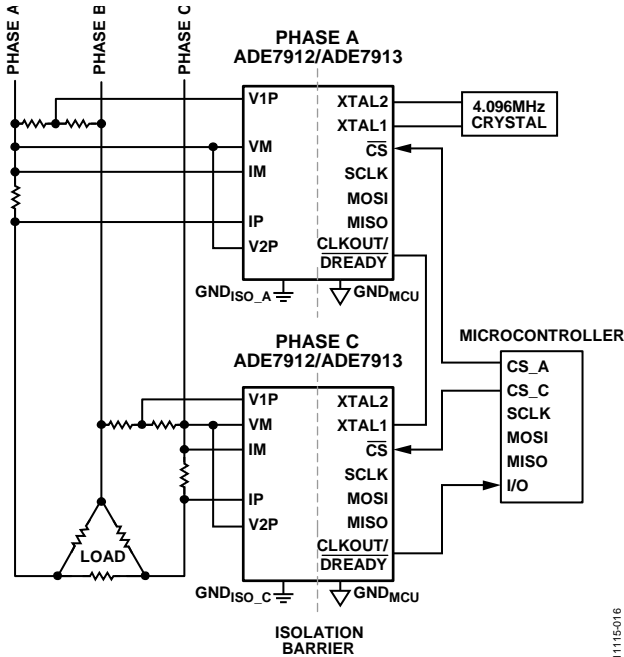 PHASE A
PHASE B
PHASE C
PHASE A
ADE7912/ADE7913
V1P
VM
IM
IP
V2P
XTAL2
XTAL1
CS
SCLK
MOSI
MISO
CLKOUT/
DREADY
4.096MHz
CRYSTAL
GNDISO_A
GNDMCU
PHASE C
ADE7912/ADE7913
V1P
VM
IM
IP
V2P
XTAL2
XTAL1
CS
SCLK
MOSI
MISO
CLKOUT/
DREADY
GNDISO_C
GNDMCU
MICROCONTROLLER
CS_A
CS_C
SCLK
MOSI
MISO
I/O
LOAD
ISOLATION
BARRIER
11115-016